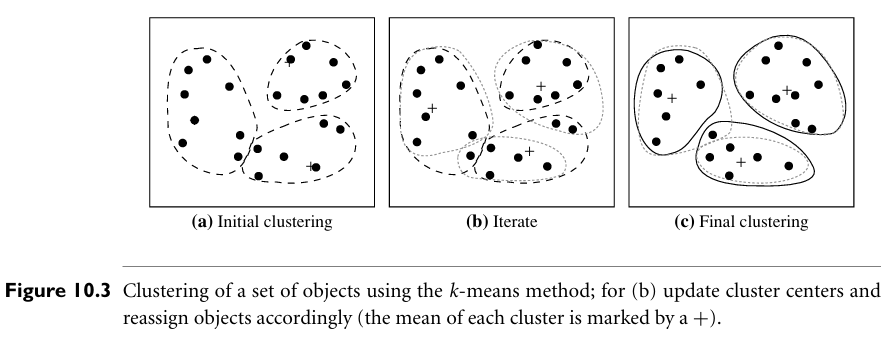 (a) Initial clustering
(b) Iterate
(c) Final clustering
Figure 10.3 Clustering of a set of objects using the k-means method; for (b) update cluster centers and
reassign objects accordingly (the mean of each cluster is marked by a +).